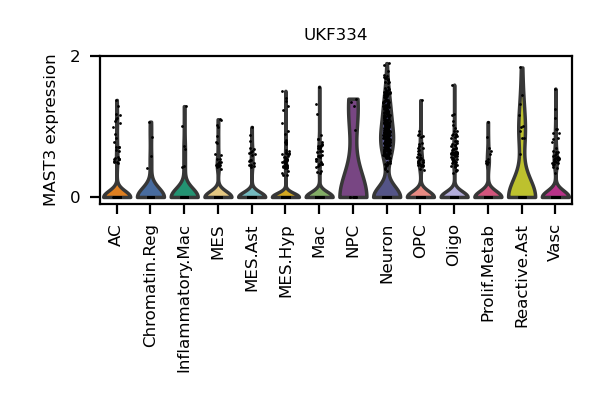 UKF334
MAST3 expression
2
0
AC
Chromatin.Reg
Inflammatory.Mac
MES
MES.Ast
MES.Hyp
Mac
NPC
Neuron
OPC
Oligo
Prolif.Metab
Reactive.Ast
Vasc